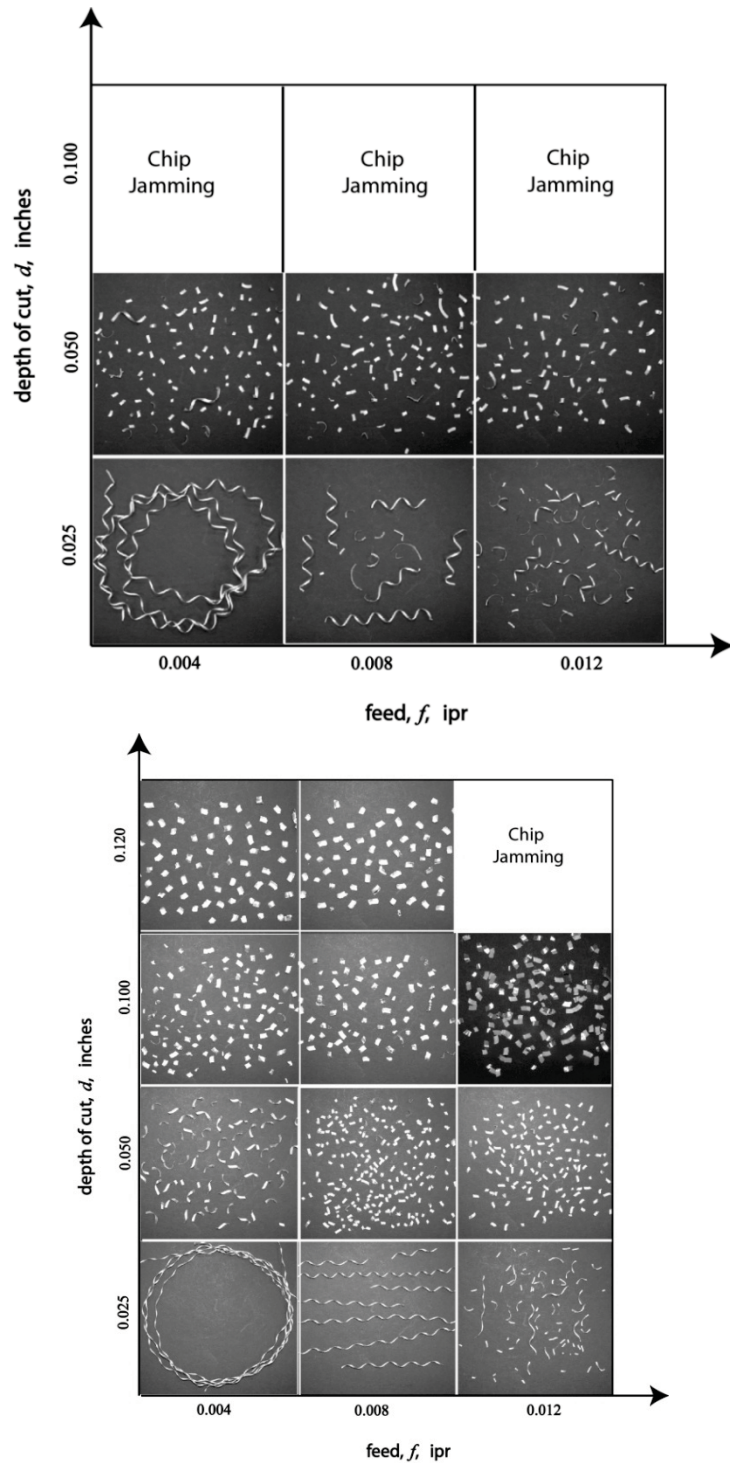 depth of cut, d, inches
0.100
0.050
0.025
Chip
Jamming
Chip
Jamming
Chip
Jamming
0.004
0.008
0.012
feed, f, ipr
depth of cut, d, inches
0.120
0.100
0.050
0.025
Chip
Jamming
0.004
0.008
0.012
feed, f, ipr